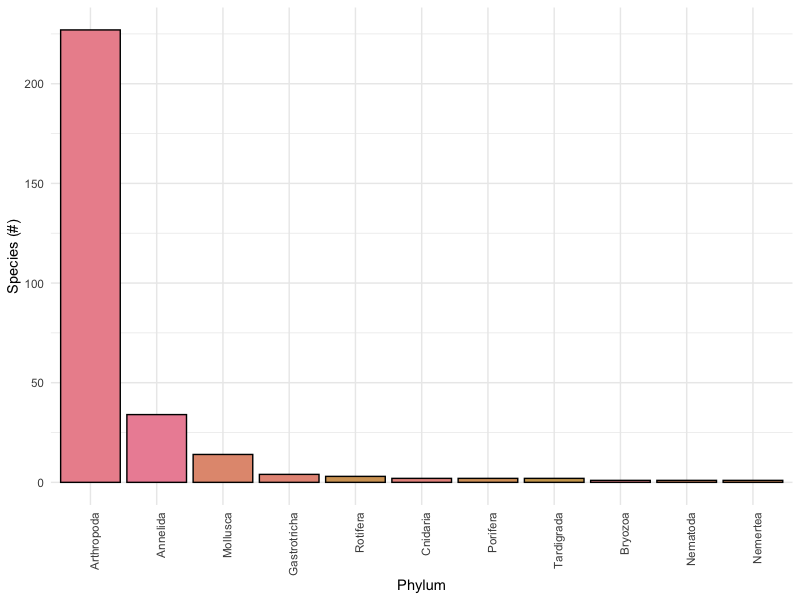 Species (#)
200
150
100
50
0
Arthropoda
Annelida
Mollusca
Gastrotricha
Rotifera
Cnidaria
Porifera
Tardigrada
Bryozoa
Nematoda
Nemertea
Phylum